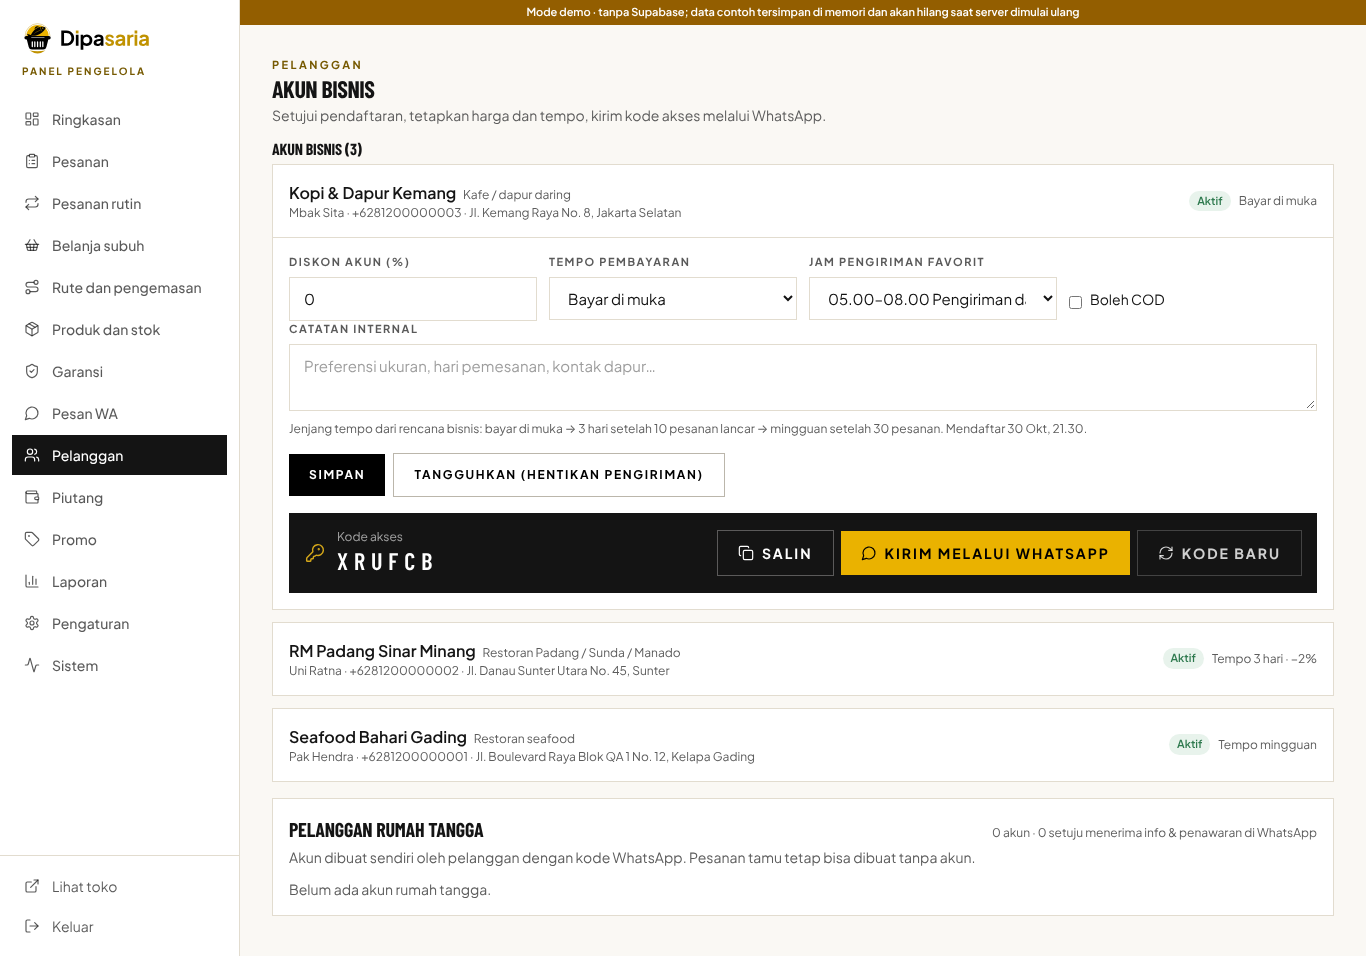 Mode demo · tanpa Supabase; data contoh tersimpan di memori dan akan hilang saat server dimulai ulang
Dipasaria
PANEL PENGELOLA
Ringkasan
Pesanan
Pesanan rutin
Belanja subuh
Rute dan pengemasan
Produk dan stok
Garansi
Pesan WA
Pelanggan
Piutang
Promo
Laporan
Pengaturan
Sistem
Lihat toko
Keluar
PELANGGAN
AKUN BISNIS
Setujui pendaftaran, tetapkan harga dan tempo, kirim kode akses melalui WhatsApp.
AKUN BISNIS (3)
Kopi & Dapur Kemang Kafe / dapur daring
Mbak Sita · +6281200000003 · Jl. Kemang Raya No. 8, Jakarta Selatan
Aktif Bayar di muka
DISKON AKUN (%)
0
TEMPO PEMBAYARAN
Bayar di muka
JAM PENGIRIMAN FAVORIT
05.00–08.00 Pengiriman d
Boleh COD
CATATAN INTERNAL
Preferensi ukuran, hari pemesanan, kontak dapur…
Jenjang tempo dari rencana bisnis: bayar di muka → 3 hari setelah 10 pesanan lancar → mingguan setelah 30 pesanan. Mendaftar 30 Okt, 21.30.
SIMPAN
TANGGUHKAN (HENTIKAN PENGIRIMAN)
Kode akses
XRUFCB
SALIN
KIRIM MELALUI WHATSAPP
KODE BARU
RM Padang Sinar Minang Restoran Padang / Sunda / Manado
Uni Ratna · +6281200000002 · Jl. Danau Sunter Utara No. 45, Sunter
Aktif Tempo 3 hari · −2%
Seafood Bahari Gading Restoran seafood
Pak Hendra · +6281200000001 · Jl. Boulevard Raya Blok QA 1 No. 12, Kelapa Gading
Aktif Tempo mingguan
PELANGGAN RUMAH TANGGA
0 akun · 0 setuju menerima info & penawaran di WhatsApp
Akun dibuat sendiri oleh pelanggan dengan kode WhatsApp. Pesanan tamu tetap bisa dibuat tanpa akun.
Belum ada akun rumah tangga.